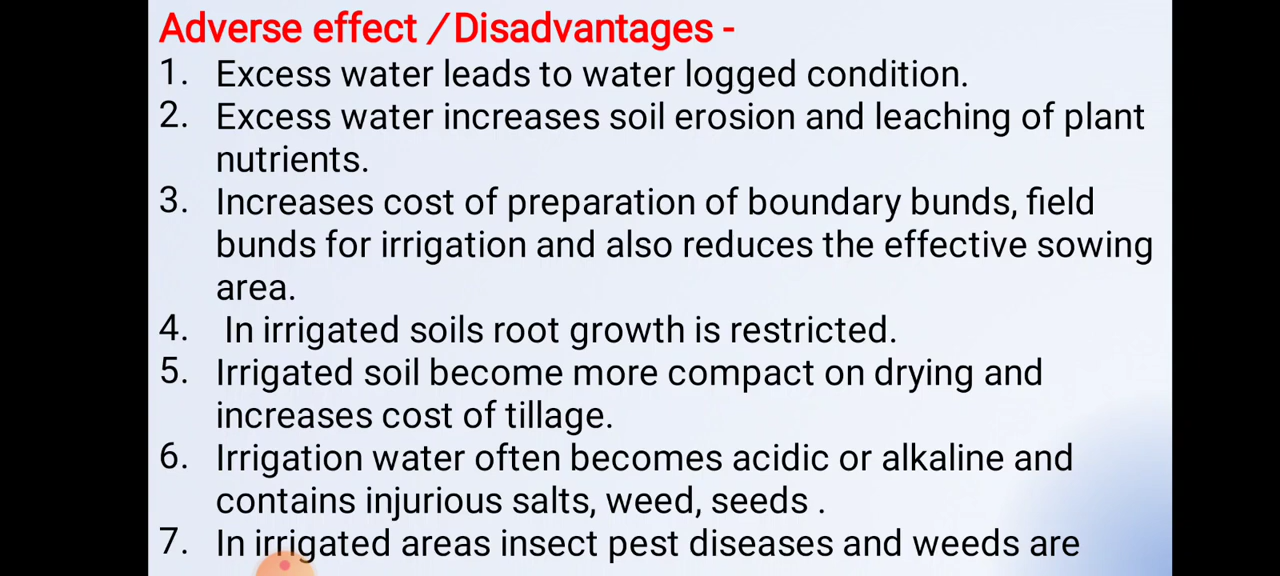 Adverse effect / Disadvantages -
1. Excess water leads to water logged condition.
2. Excess water increases soil erosion and leaching of plant
nutrients.
3. Increases cost of preparation of boundary bunds, field
bunds for irrigation and also reduces the effective sowing
area.
4. In irrigated soils root growth is restricted.
5. Irrigated soil become more compact on drying and
increases cost of tillage.
6. Irrigation water often becomes acidic or alkaline and
contains injurious salts, weed, seeds .
7. In irrigated areas insect pest diseases and weeds are